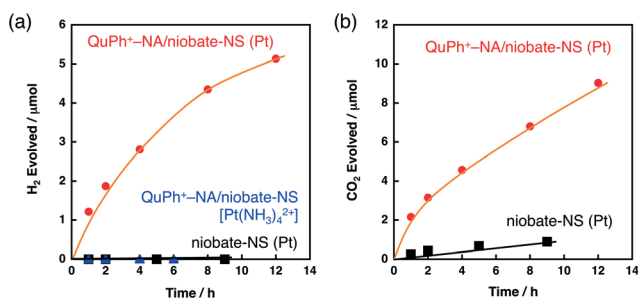 (a)
6
5
4
3
2
1
0
H₂ Evolved / μmol
QuPh⁺–NA/niobate-NS (Pt)
QuPh⁺–NA/niobate-NS
[Pt(NH₃)₄²⁺]
niobate-NS (Pt)
0 2 4 6 8 10 12 14
Time / h
(b)
12
10
8
6
4
2
0
CO₂ Evolved / μmol
QuPh⁺–NA/niobate-NS (Pt)
niobate-NS (Pt)
0 2 4 6 8 10 12 14
Time / h